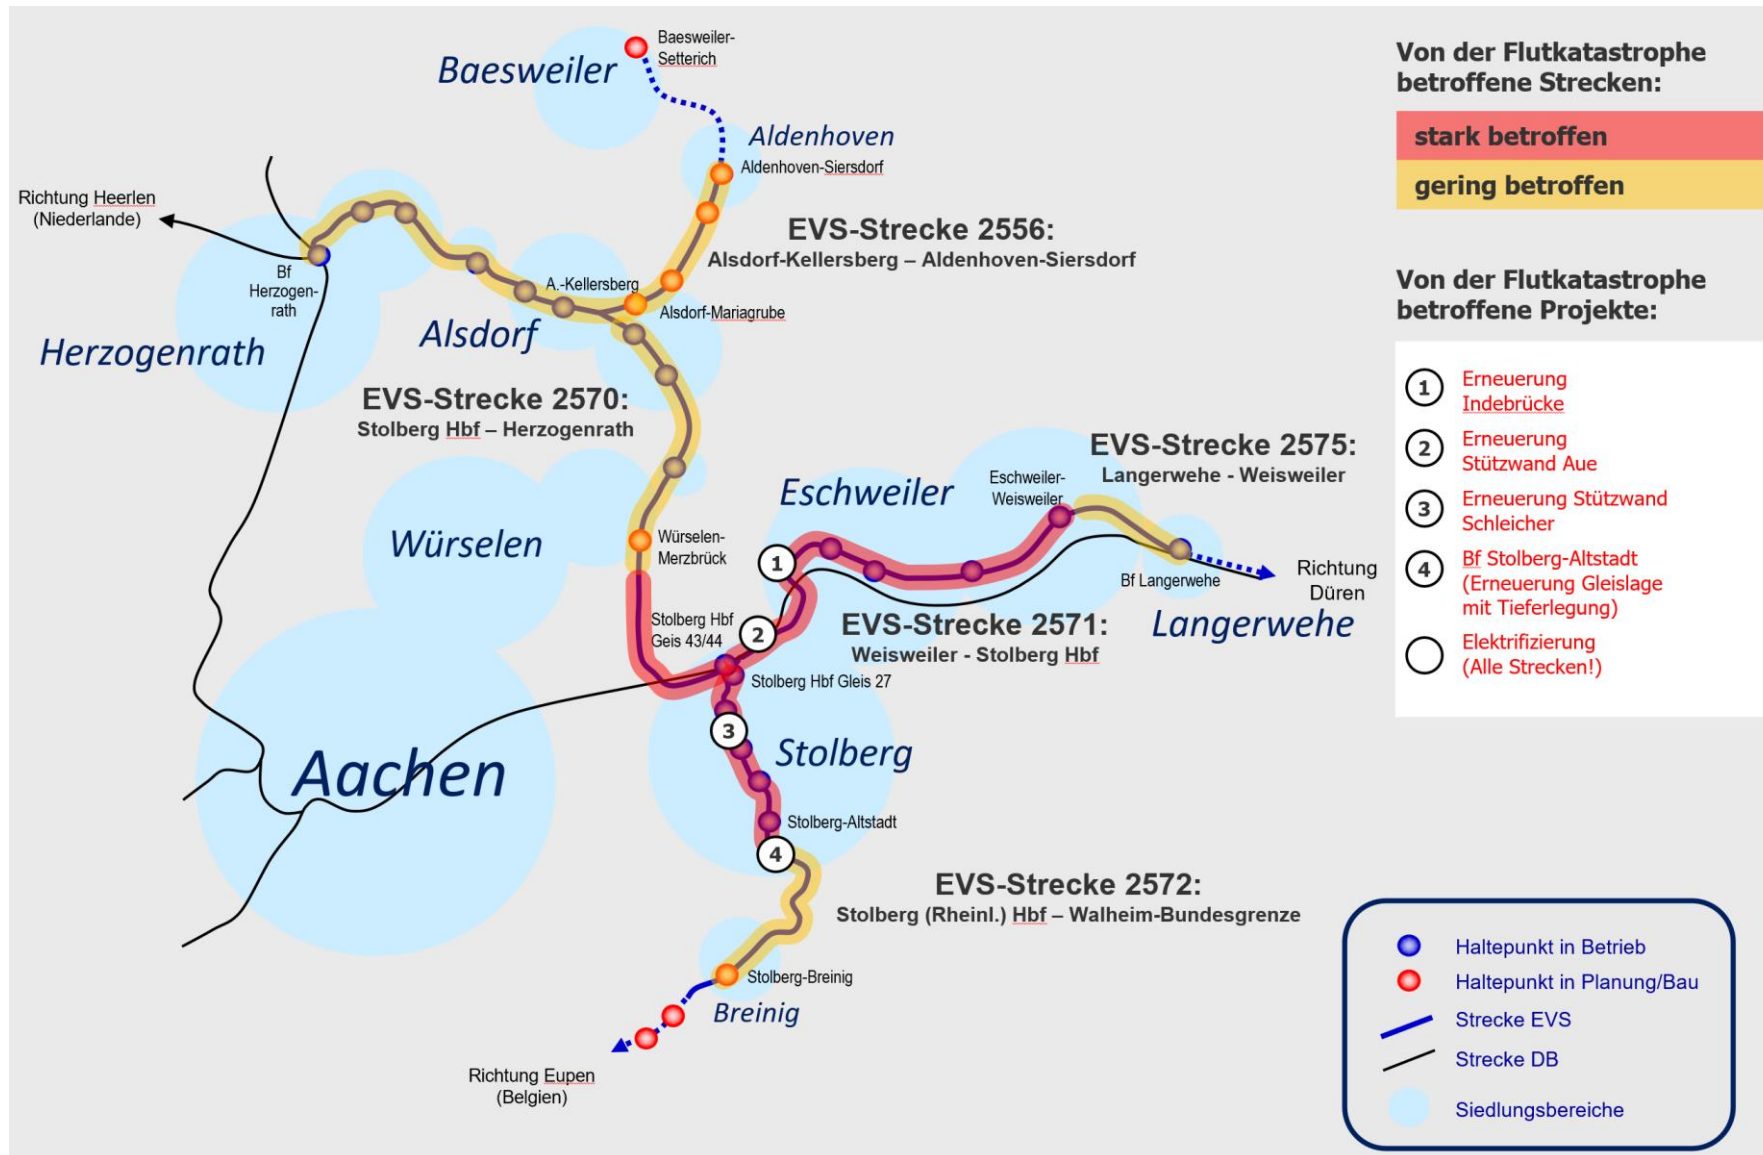 Baesweiler-
Setterich
Baesweiler
Aldenhoven
Aldenhoven-Siersdorf
Richtung Heerlen
(Niederlande)
EVS-Strecke 2556:
Alsdorf-Kellersberg – Aldenhoven-Siersdorf
Bf
Herzogen-
rath
A.-Kellersberg
Alsdorf-Mariagrube
Herzogenrath
Alsdorf
EVS-Strecke 2570:
Stolberg Hbf – Herzogenrath
EVS-Strecke 2575:
Langerwehe - Weisweiler
Eschweiler-
Weisweiler
Eschweiler
Würselen
Würselen-
Merzbrück
1
Bf Langerwehe
Richtung
Düren
Langerwehe
Stolberg Hbf
Geis 43/44
2
EVS-Strecke 2571:
Weisweiler - Stolberg Hbf
Stolberg Hbf Gleis 27
3
Stolberg
Aachen
Stolberg-Altstadt
4
EVS-Strecke 2572:
Stolberg (Rheinl.) Hbf – Walheim-Bundesgrenze
Stolberg-Breinig
Breinig
Richtung Eupen
(Belgien)
Von der Flutkatastrophe
betroffene Strecken:
stark betroffen
gering betroffen
Von der Flutkatastrophe
betroffene Projekte:
1 Erneuerung
Indebrücke
2 Erneuerung
Stützwand Aue
3 Erneuerung Stützwand
Schleicher
4 Bf Stolberg-Altstadt
(Erneuerung Gleislage
mit Tieferlegung)
Elektrifizierung
(Alle Strecken!)
Haltepunkt in Betrieb
Haltepunkt in Planung/Bau
Strecke EVS
Strecke DB
Siedlungsbereiche